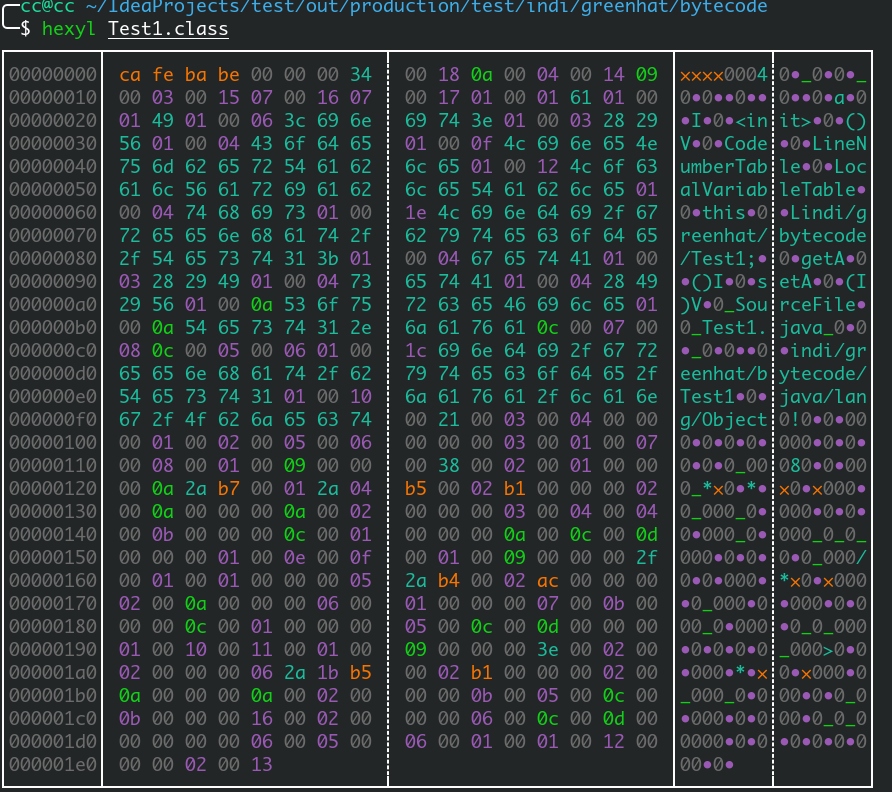 cc@cc ~/IdeaProjects/test/out/production/test/indi/greenhat/bytecode
$ hexyl Test1.class
00000000 ca fe ba be 00 00 00 34 00 18 0a 00 04 00 14 09 ××××0004 0•_0•0•_
00000010 00 03 00 15 07 00 16 07 00 17 01 00 01 61 01 00 0•0••0•• 0••0•a•0
00000020 01 49 01 00 06 3c 69 6e 69 74 3e 01 00 03 28 29 •I•0•<in it>•0•()
00000030 56 01 00 04 43 6f 64 65 01 00 0f 4c 69 6e 65 4e V•0•Code •0•LineN
00000040 75 6d 62 65 72 54 61 62 6c 65 01 00 12 4c 6f 63 umberTab le•0•Loc
00000050 61 6c 56 61 72 69 61 62 6c 65 54 61 62 6c 65 01 alVariab leTable•
00000060 00 04 74 68 69 73 01 00 1e 4c 69 6e 64 69 2f 67 0•this•0 •Lindi/g
00000070 72 65 65 6e 68 61 74 2f 62 79 74 65 63 6f 64 65 reenhat/ bytecode
00000080 2f 54 65 73 74 31 3b 01 00 04 67 65 74 41 01 00 /Test1;• 0•getA•0
00000090 03 28 29 49 01 00 04 73 65 74 41 01 00 04 28 49 •()I•0•s etA•0•(I
000000a0 29 56 01 00 0a 53 6f 75 72 63 65 46 69 6c 65 01 )V•0_Sou rceFile•
000000b0 00 0a 54 65 73 74 31 2e 6a 61 76 61 0c 00 07 00 0_Test1. java_0•0
000000c0 08 0c 00 05 00 06 01 00 1c 69 6e 64 69 2f 67 72 •_0•0••0 •indi/gr
000000d0 65 65 6e 68 61 74 2f 62 79 74 65 63 6f 64 65 2f eenhat/b ytecode/
000000e0 54 65 73 74 31 01 00 10 6a 61 76 61 2f 6c 61 6e Test1•0• java/lan
000000f0 67 2f 4f 62 6a 65 63 74 00 21 00 03 00 04 00 00 g/Object 0!0•0•00
00000100 00 01 00 02 00 05 00 06 00 00 00 03 00 01 00 07 0•0•0•0• 000•0•0•
00000110 00 08 00 01 00 09 00 00 00 38 00 02 00 01 00 00 0•0•0_00 080•0•00
00000120 00 0a 2a b7 00 01 2a 04 b5 00 02 b1 00 00 00 02 0_*×0•*• ×0•×000•
00000130 00 0a 00 00 00 0a 00 02 00 00 00 03 00 04 00 04 0_000_0• 000•0•0•
00000140 00 0b 00 00 00 0c 00 01 00 00 00 0a 00 0c 00 0d 0•000_0• 000_0_0_
00000150 00 00 00 01 00 0e 00 0f 00 01 00 09 00 00 00 2f 000•0•0• 0•0_000/
00000160 00 01 00 01 00 00 00 05 2a b4 00 02 ac 00 00 00 0•0•000• *×0•×000
00000170 02 00 0a 00 00 00 06 00 01 00 00 00 07 00 0b 00 •0_000•0 •000•0•0
00000180 00 00 0c 00 01 00 00 00 05 00 0c 00 0d 00 00 00 00_0•000 •0_0_000
00000190 01 00 10 00 11 00 01 00 09 00 00 00 3e 00 02 00 •0•0•0•0 _000>0•0
000001a0 02 00 00 00 06 2a 1b b5 00 02 b1 00 00 00 02 00 •000•*•× 0•×000•0
000001b0 0a 00 00 00 0a 00 02 00 00 00 0b 00 05 00 0c 00 _000_0•0 00•0•0_0
000001c0 0b 00 00 00 16 00 02 00 00 00 06 00 0c 00 0d 00 •000•0•0 00•0_0_0
000001d0 00 00 00 00 06 00 05 00 06 00 01 00 01 00 12 00 0000•0•0 •0•0•0•0
000001e0 00 00 02 00 13 00•0•